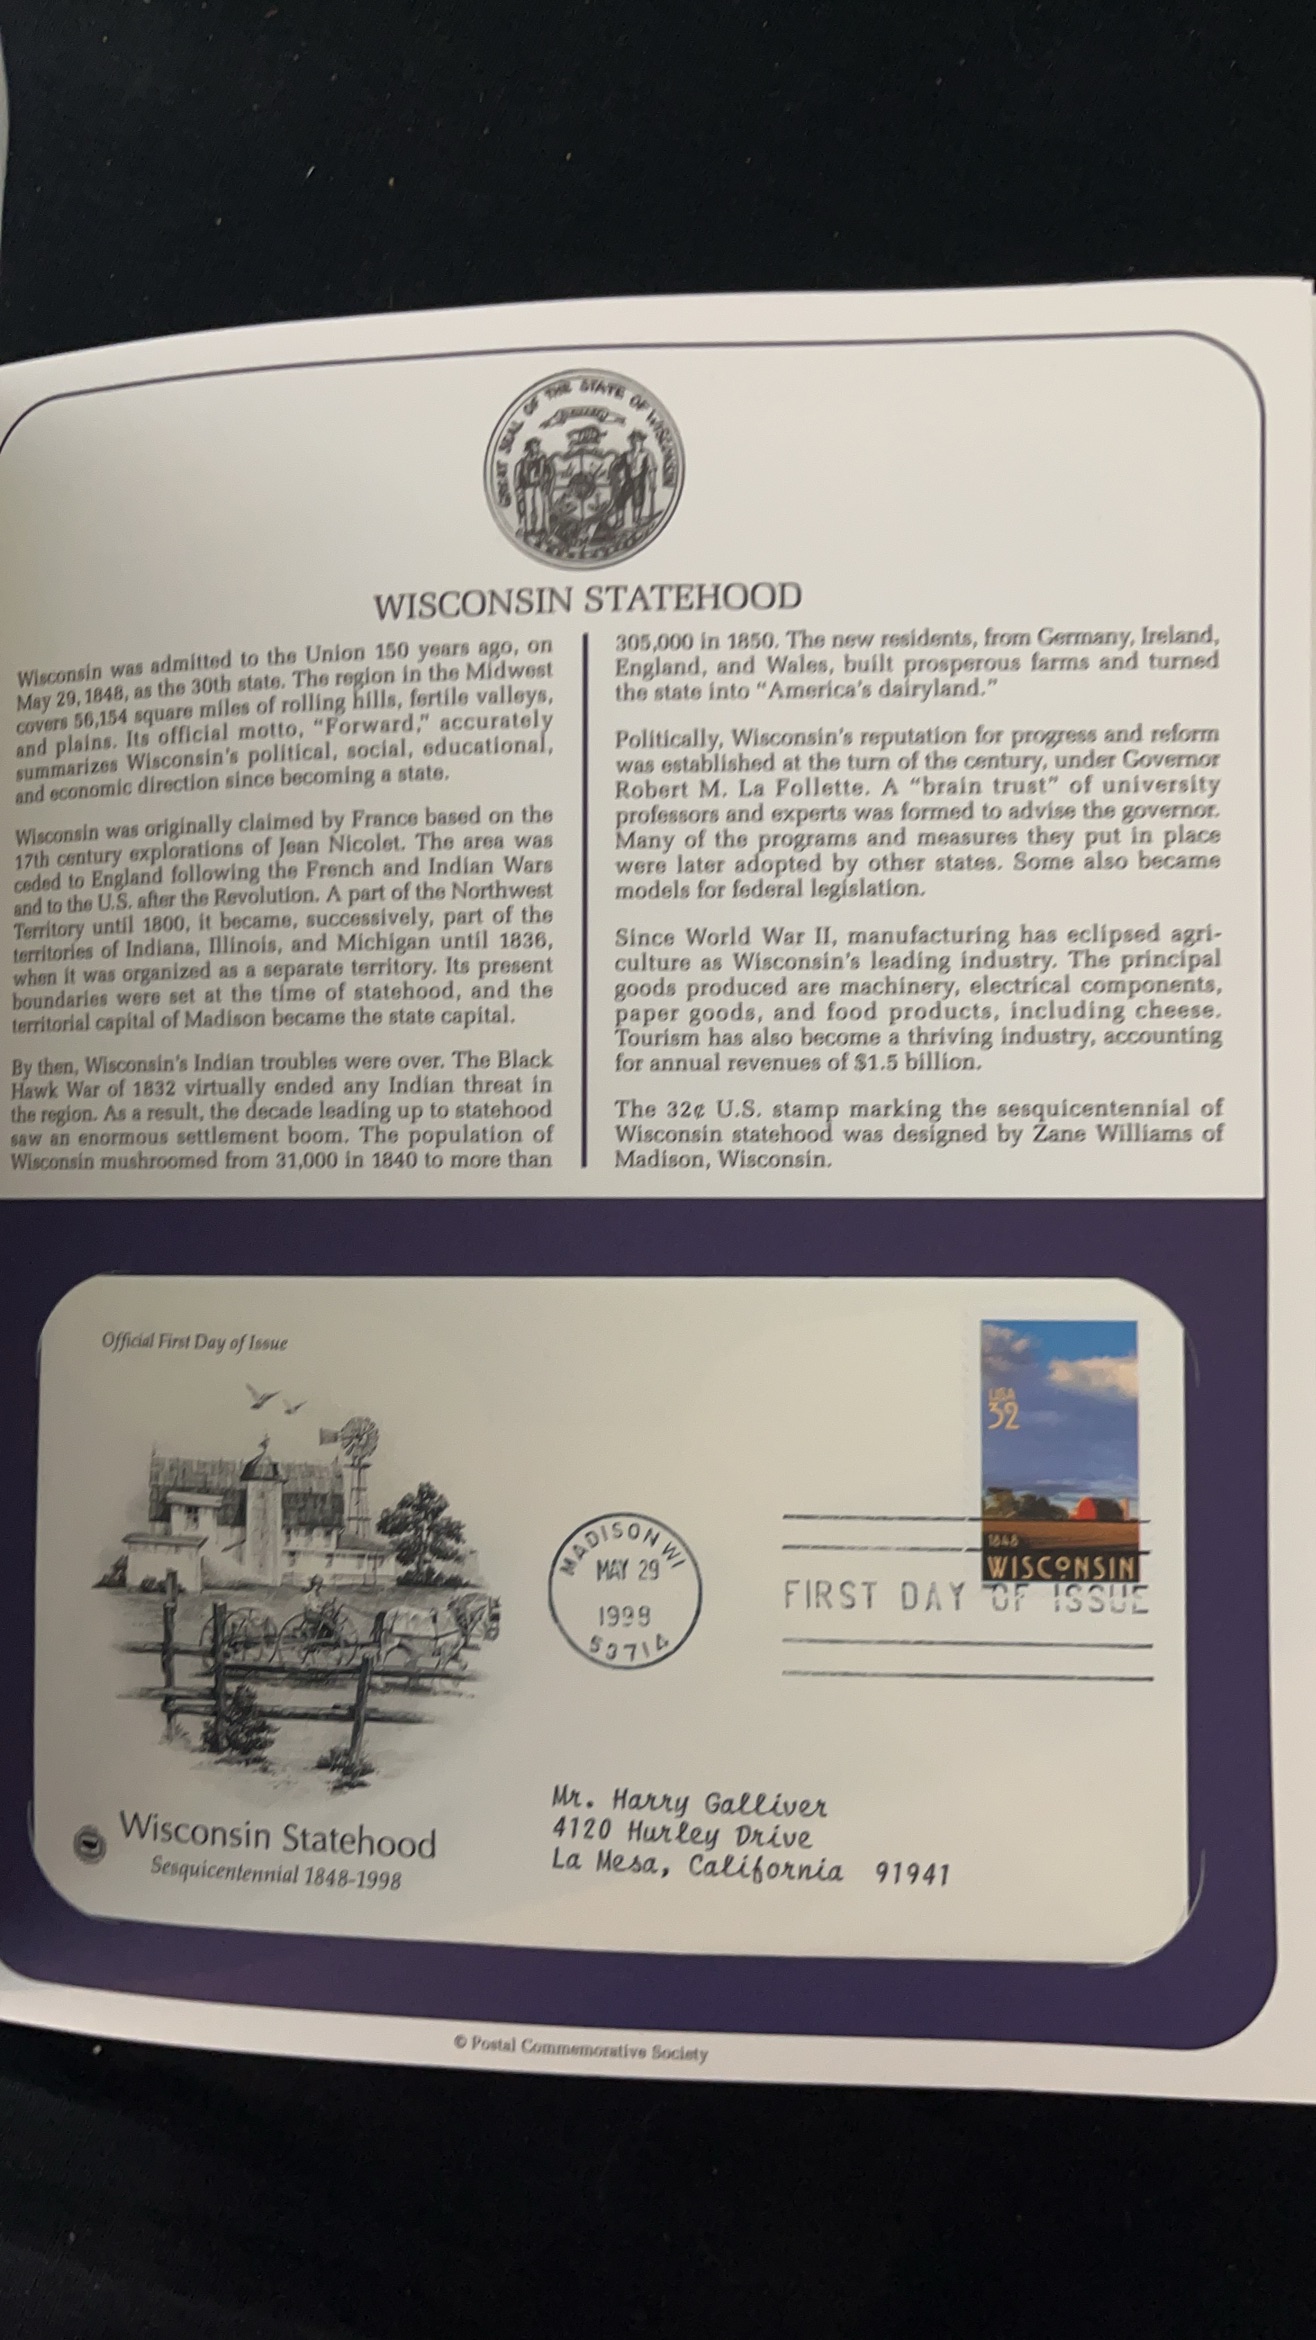 GREAT SEAL OF THE STATE OF WISCONSIN
WISCONSIN STATEHOOD
Wisconsin was admitted to the Union 150 years ago, on
May 29, 1848, as the 30th state. The region in the Midwest
covers 56,154 square miles of rolling hills, fertile valleys,
and plains. Its official motto, “Forward,” accurately
summarizes Wisconsin's political, social, educational,
and economic direction since becoming a state.
Wisconsin was originally claimed by France based on the
17th century explorations of Jean Nicolet. The area was
ceded to England following the French and Indian Wars
and to the U.S. after the Revolution. A part of the Northwest
Territory until 1800, it became, successively, part of the
territories of Indiana, Illinois, and Michigan until 1836,
when it was organized as a separate territory. Its present
boundaries were set at the time of statehood, and the
territorial capital of Madison became the state capital.
By then, Wisconsin's Indian troubles were over. The Black
Hawk War of 1832 virtually ended any Indian threat in
the region. As a result, the decade leading up to statehood
saw an enormous settlement boom. The population of
Wisconsin mushroomed from 31,000 in 1840 to more than
305,000 in 1850. The new residents, from Germany, Ireland,
England, and Wales, built prosperous farms and turned
the state into “America's dairyland.”
Politically, Wisconsin's reputation for progress and reform
was established at the turn of the century, under Governor
Robert M. La Follette. A “brain trust” of university
professors and experts was formed to advise the governor.
Many of the programs and measures they put in place
were later adopted by other states. Some also became
models for federal legislation.
Since World War II, manufacturing has eclipsed agri-
culture as Wisconsin's leading industry. The principal
goods produced are machinery, electrical components,
paper goods, and food products, including cheese.
Tourism has also become a thriving industry, accounting
for annual revenues of $1.5 billion.
The 32¢ U.S. stamp marking the sesquicentennial of
Wisconsin statehood was designed by Zane Williams of
Madison, Wisconsin.
Official First Day of Issue
USA
32
1848
WISCONSIN
MADISON WI
MAY 29
1998
53714
FIRST DAY OF ISSUE
Mr. Harry Galliver
4120 Hurley Drive
La Mesa, California 91941
Wisconsin Statehood
Sesquicentennial 1848-1998
© Postal Commemorative Society